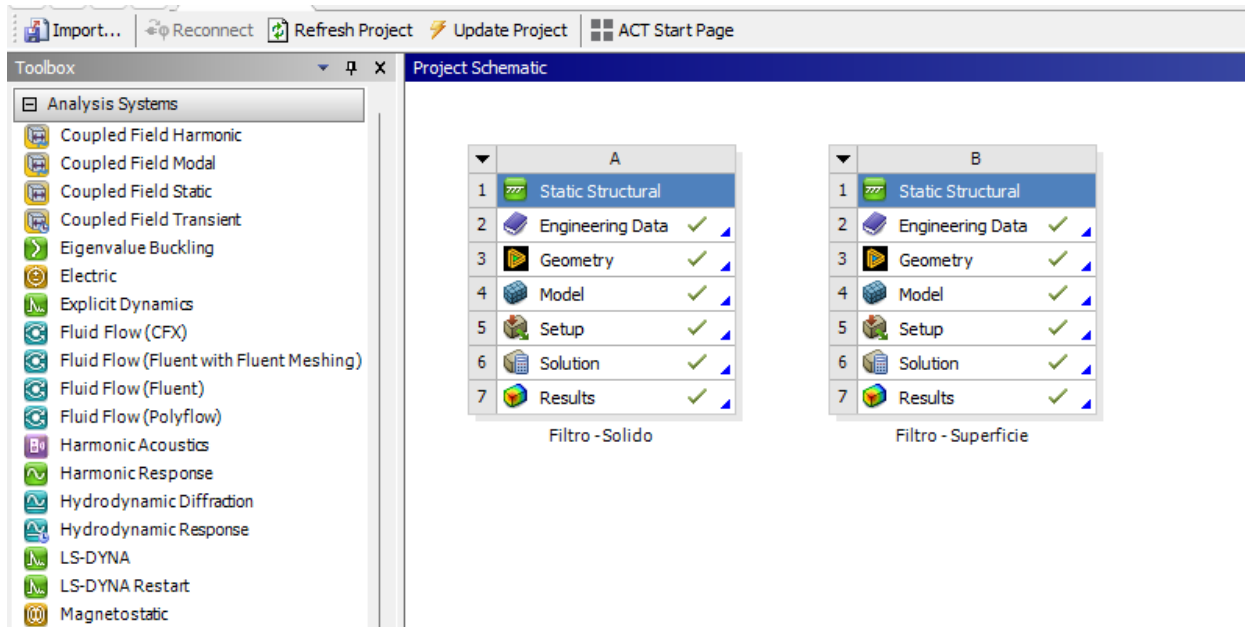 Import... Reconnect Refresh Project Update Project ACT Start Page
Toolbox
Analysis Systems
Coupled Field Harmonic
Coupled Field Modal
Coupled Field Static
Coupled Field Transient
Eigenvalue Buckling
Electric
Explicit Dynamics
Fluid Flow (CFX)
Fluid Flow (Fluent with Fluent Meshing)
Fluid Flow (Fluent)
Fluid Flow (Polyflow)
Harmonic Acoustics
Harmonic Response
Hydrodynamic Diffraction
Hydrodynamic Response
LS-DYNA
LS-DYNA Restart
Magnetostatic
Project Schematic
A
1 Static Structural
2 Engineering Data
3 Geometry
4 Model
5 Setup
6 Solution
7 Results
Filtro - Solido
B
1 Static Structural
2 Engineering Data
3 Geometry
4 Model
5 Setup
6 Solution
7 Results
Filtro - Superficie